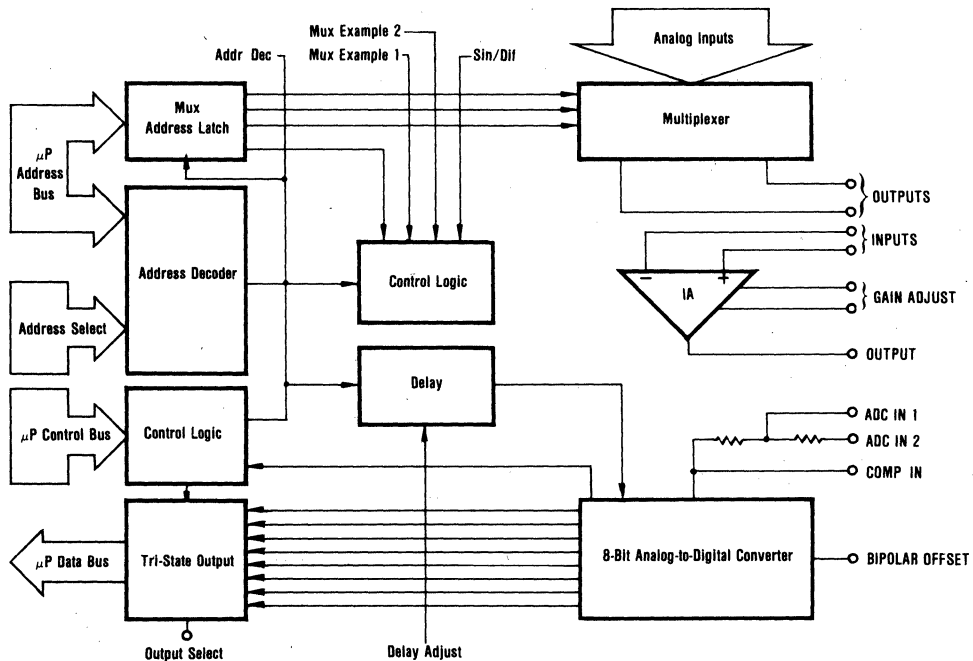 Mux Example 2
Addr Dec
Mux Example 1
Sin/Dif
Analog Inputs
Mux
Address Latch
Multiplexer
μP
Address
Bus
OUTPUTS
INPUTS
Address Decoder
Control Logic
− +
IA
GAIN ADJUST
Address Select
OUTPUT
Delay
μP Control Bus
Control Logic
ADC IN 1
ADC IN 2
COMP IN
μP Data Bus
Tri-State Output
8-Bit Analog-to-Digital Converter
BIPOLAR OFFSET
Output Select
Delay Adjust